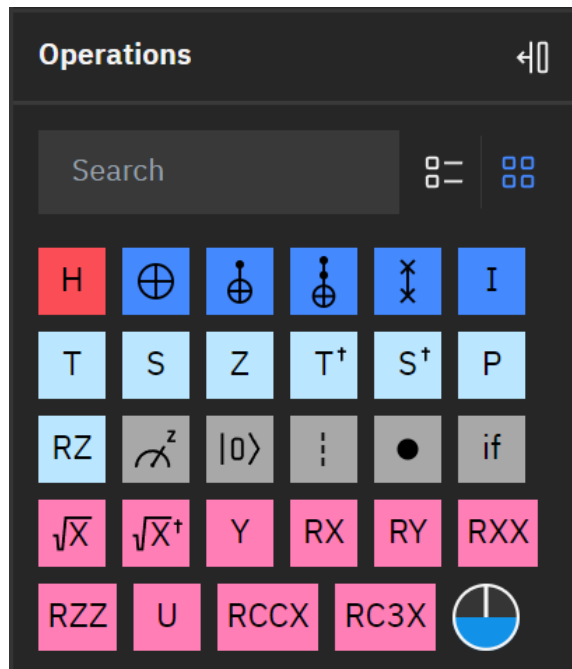 Operations
Search
H I
T S Z T† S† P
RZ z |0⟩ if
√X √X† Y RX RY RXX
RZZ U RCCX RC3X